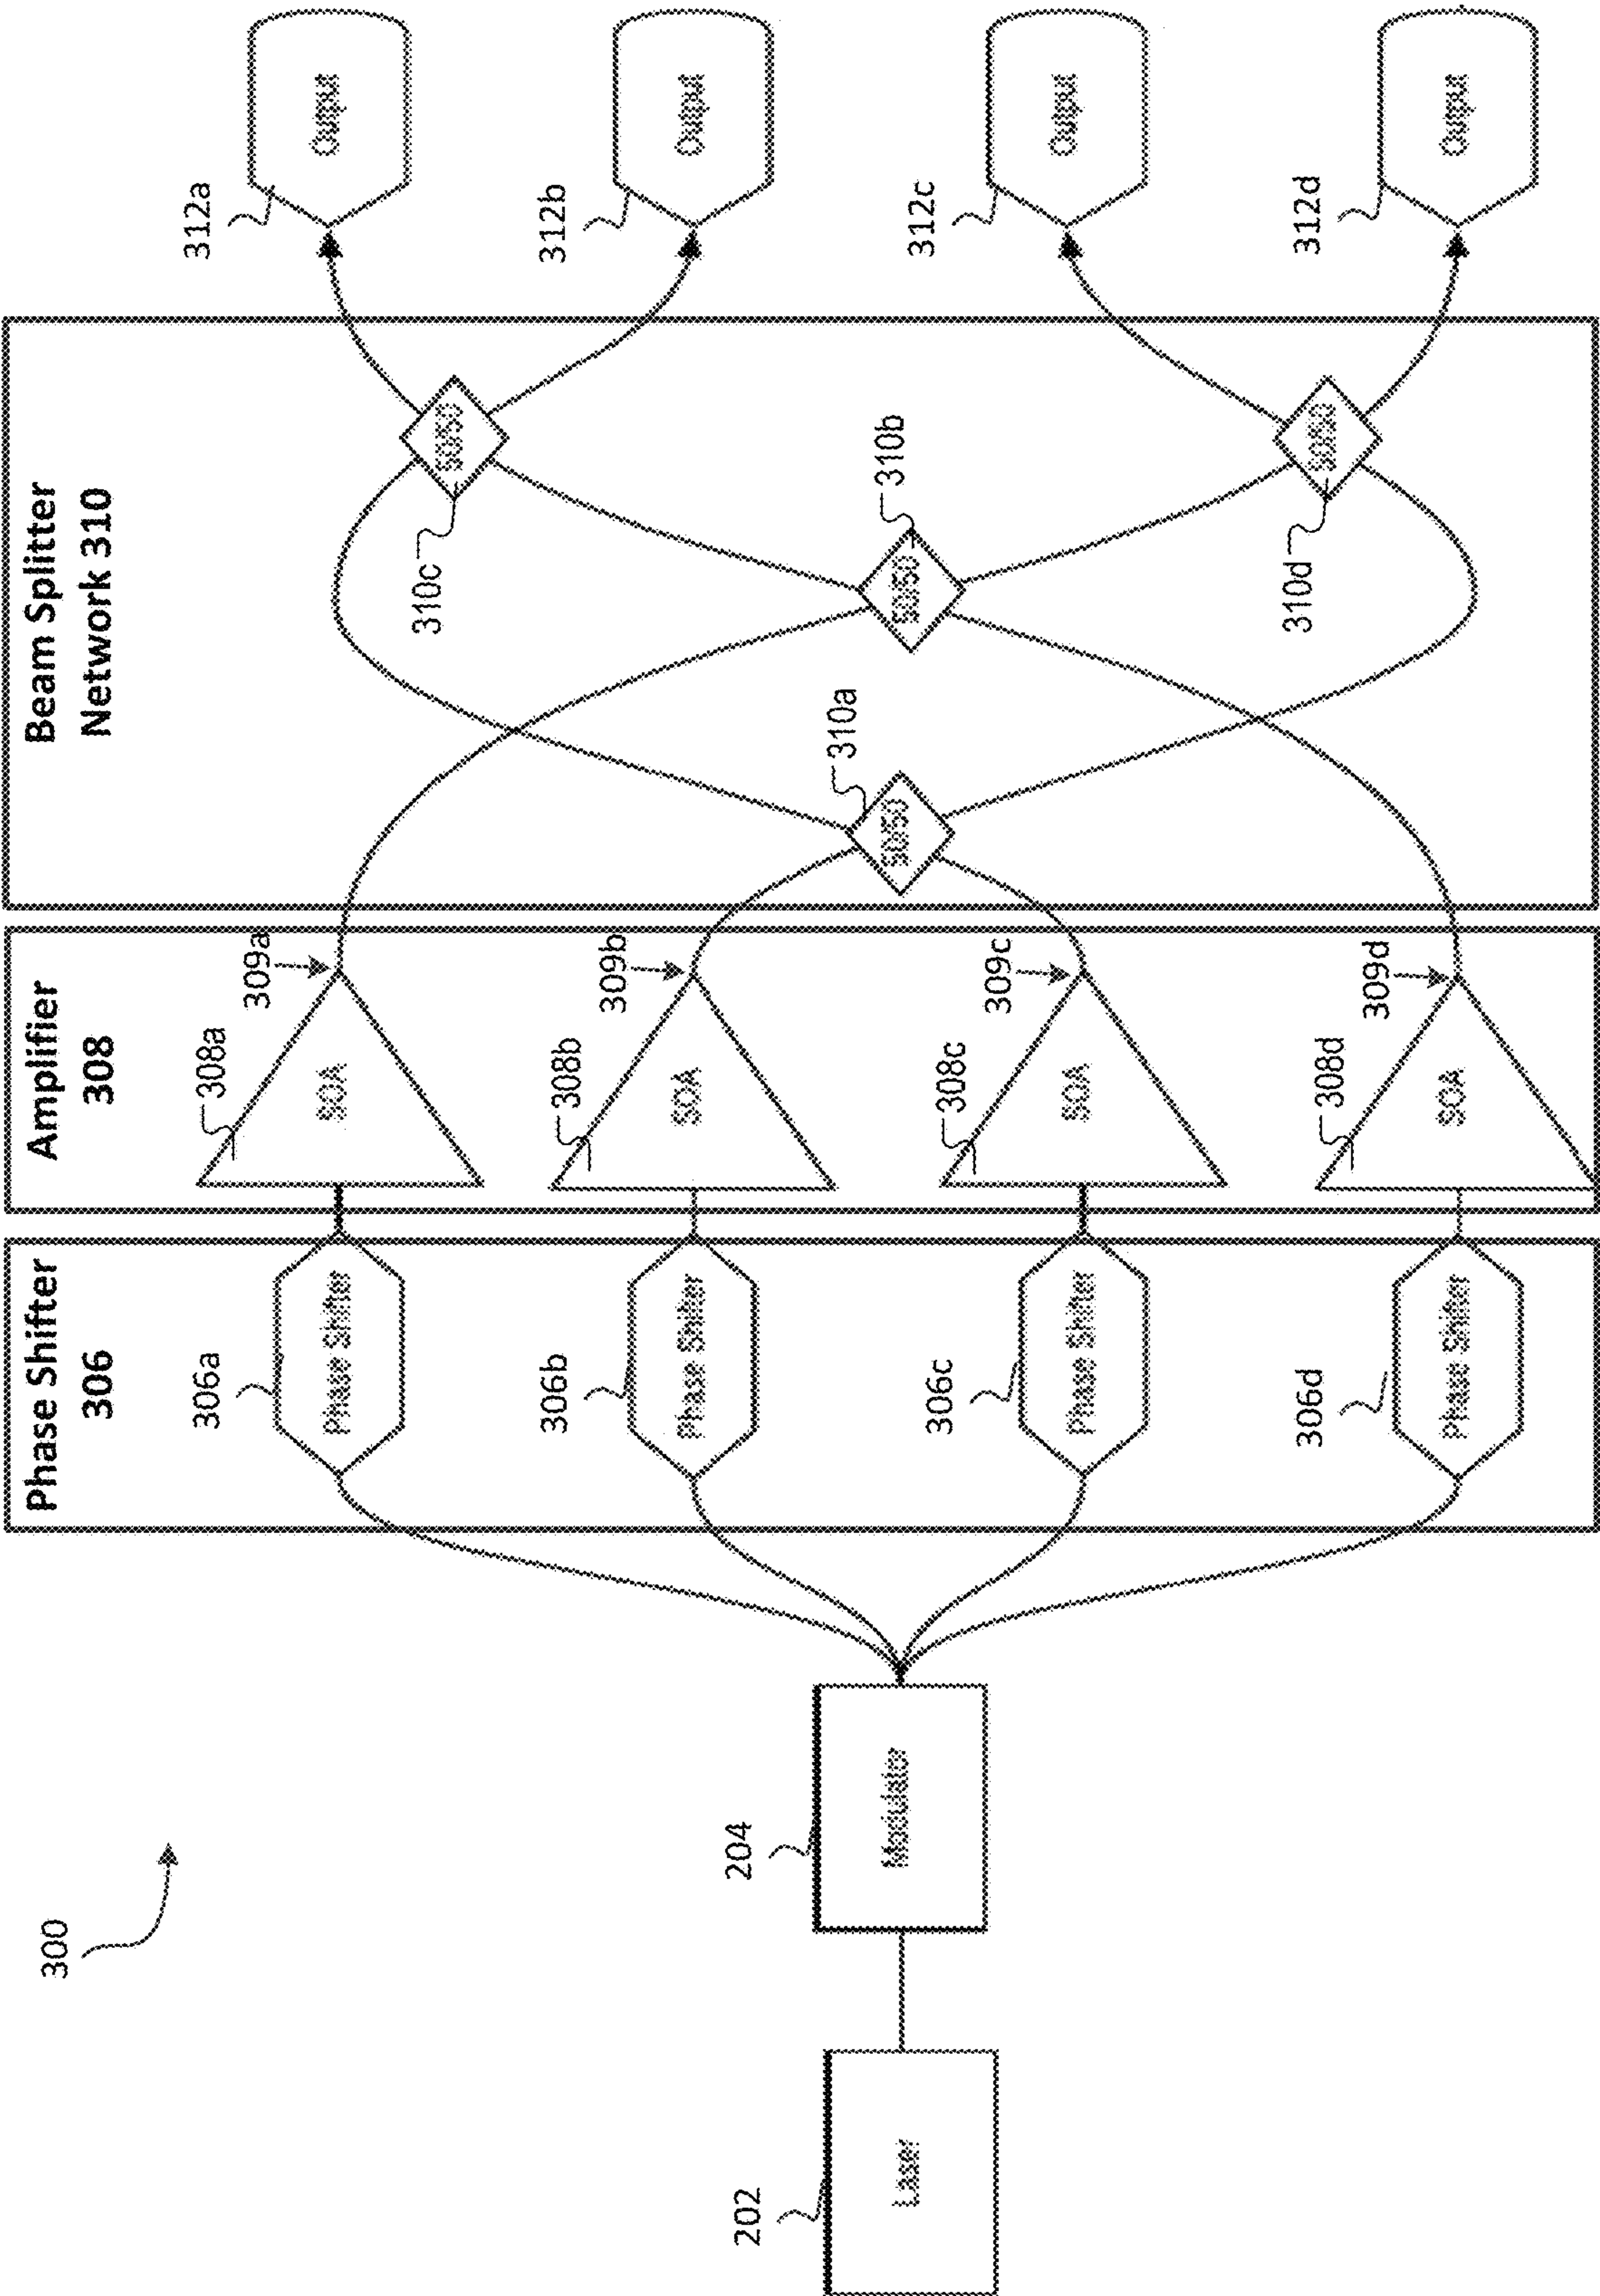 300
202
Laser
204
Modulator
Phase Shifter
306
306a
Phase Shifter
306b
Phase Shifter
306c
Phase Shifter
306d
Phase Shifter
Amplifier
308
308a
SOA
309a
308b
SOA
309b
308c
SOA
309c
308d
SOA
309d
Beam Splitter
Network 310
310a
50/50
310b
50/50
310c
50/50
310d
50/50
312a
Output
312b
Output
312c
Output
312d
Output